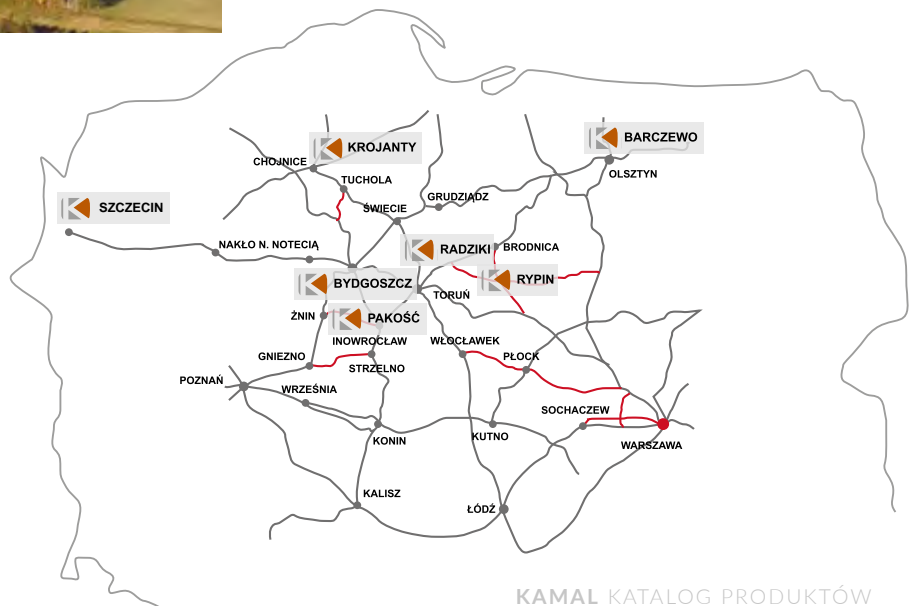 BARCZEWO
KROJANTY
CHOJNICE
OLSZTYN
TUCHOLA
GRUDZIĄDZ
SZCZECIN
ŚWIECIE
NAKŁO N. NOTECIĄ
RADZIKI
BRODNICA
RYPIN
BYDGOSZCZ
TORUŃ
ŻNIN
PAKOŚĆ
INOWROCŁAW
WŁOCŁAWEK
GNIEZNO
PŁOCK
STRZELNO
POZNAŃ
WRZEŚNIA
SOCHACZEW
KONIN
KUTNO
WARSZAWA
KALISZ
ŁÓDŹ
KAMAL KATALOG PRODUKTÓW